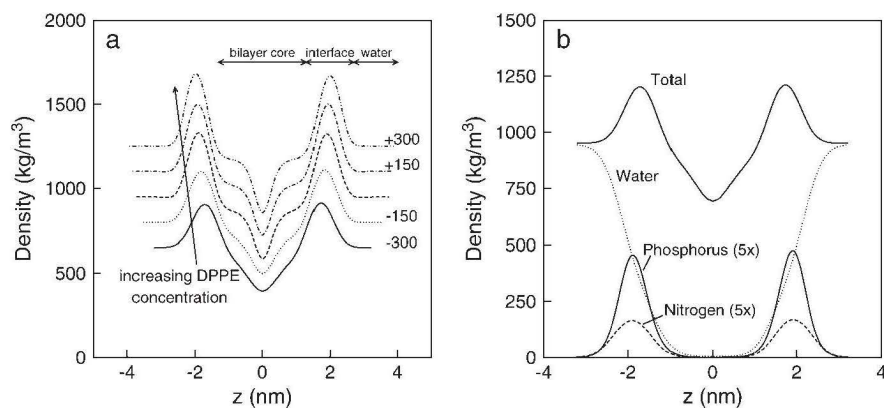 a
bilayer core
interface
water
+300
+150
-150
-300
increasing DPPE
concentration
Density (kg/m³)
2000
1500
1000
500
0
-4
-2
0
2
4
z (nm)
b
Total
Water
Phosphorus (5x)
Nitrogen (5x)
Density (kg/m³)
1500
1250
1000
750
500
250
0
-4
-2
0
2
4
z (nm)